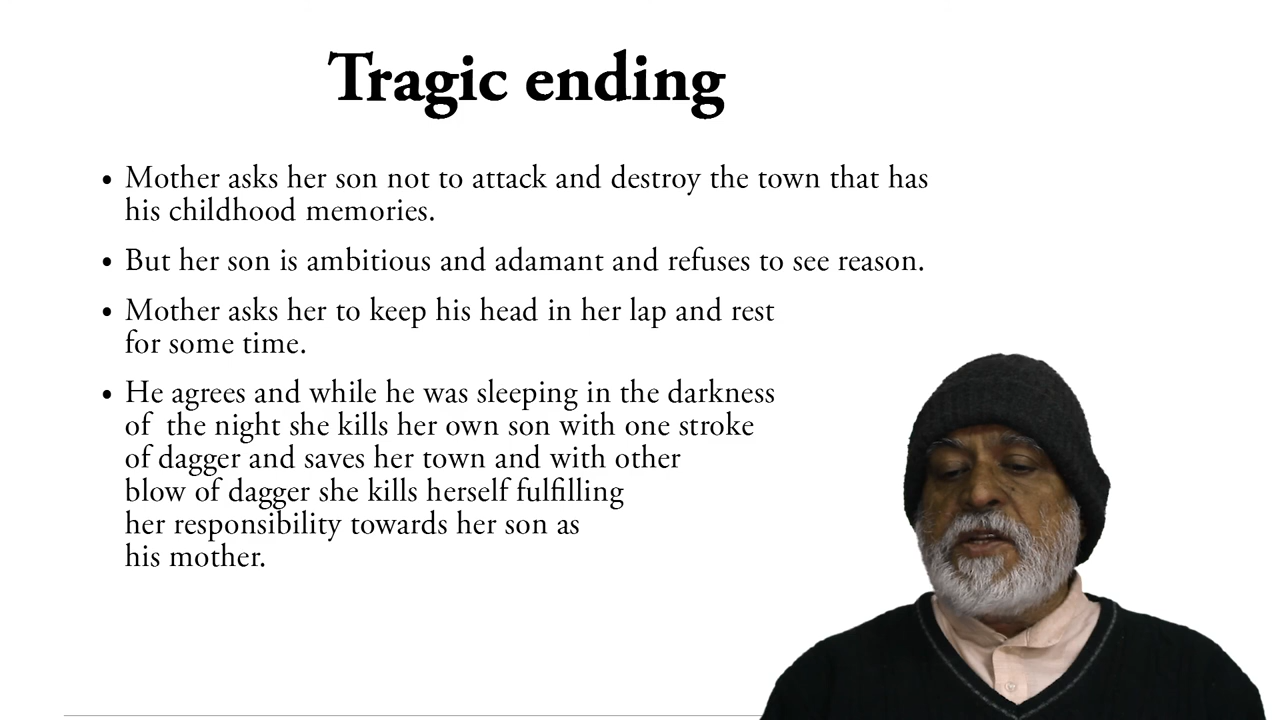 Tragic ending
• Mother asks her son not to attack and destroy the town that has
his childhood memories.
• But her son is ambitious and adamant and refuses to see reason.
• Mother asks her to keep his head in her lap and rest
for some time.
• He agrees and while he was sleeping in the darkness
of  the night she kills her own son with one stroke
of dagger and saves her town and with other
blow of dagger she kills herself fulfilling
her responsibility towards her son as
his mother.